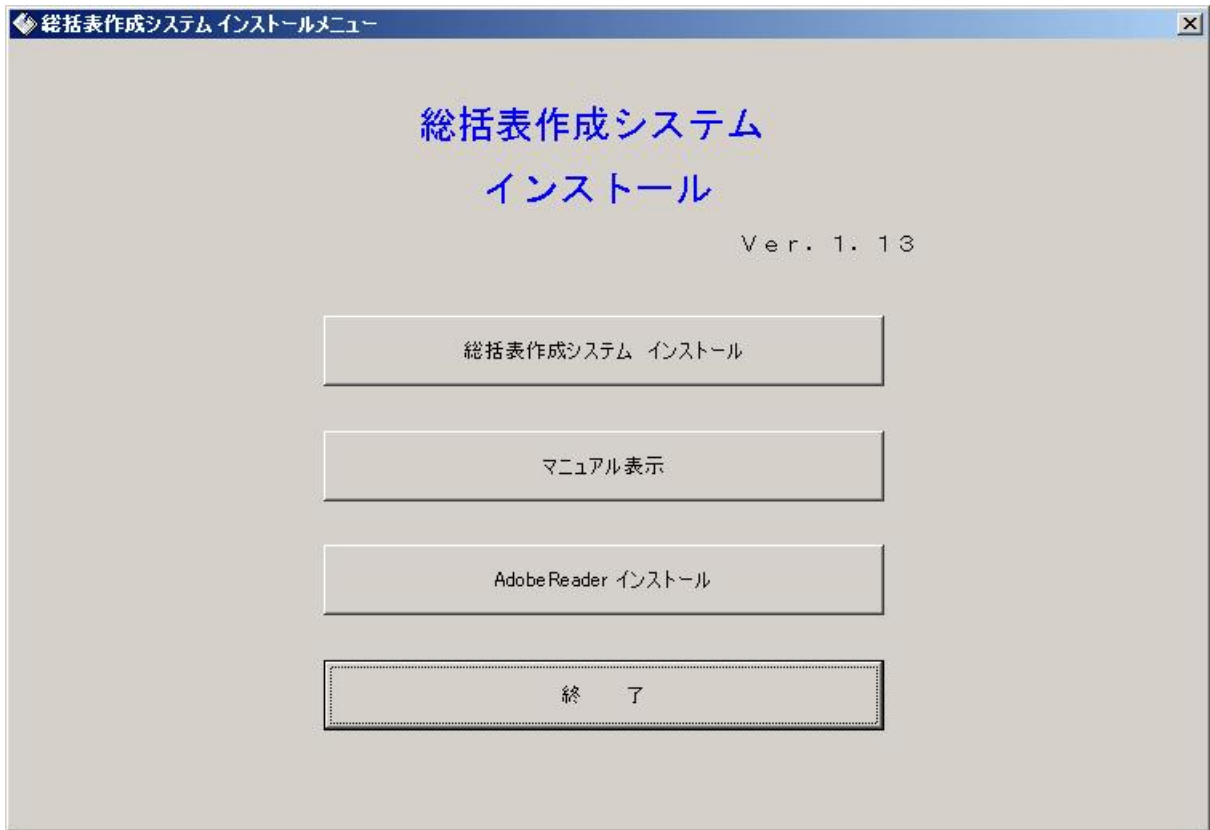 総括表作成システム インストールメニュー
総括表作成システム
インストール
Ｖｅｒ．１．１３
総括表作成システム インストール
マニュアル表示
AdobeReader インストール
終　　了